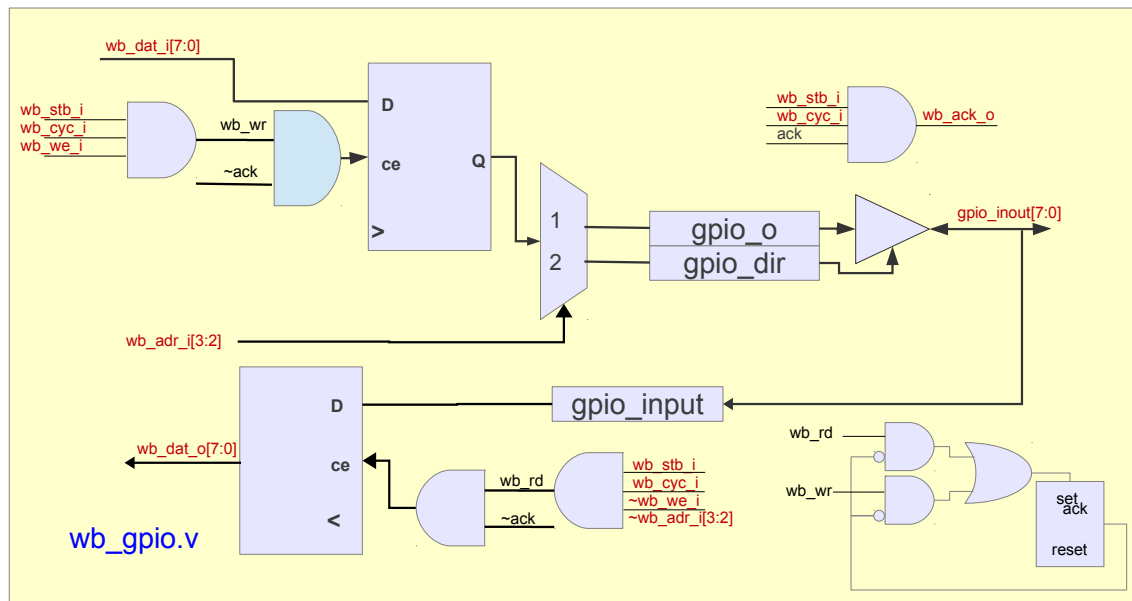 wb_dat_i[7:0]
wb_stb_i
wb_cyc_i
wb_we_i
wb_wr
~ack
D
ce
Q
>
wb_stb_i
wb_cyc_i
ack
wb_ack_o
1
2
gpio_o
gpio_dir
gpio_inout[7:0]
wb_adr_i[3:2]
D
ce
<
gpio_input
wb_dat_o[7:0]
wb_rd
~ack
wb_stb_i
wb_cyc_i
~wb_we_i
~wb_adr_i[3:2]
wb_rd
wb_wr
set
ack
reset
wb_gpio.v